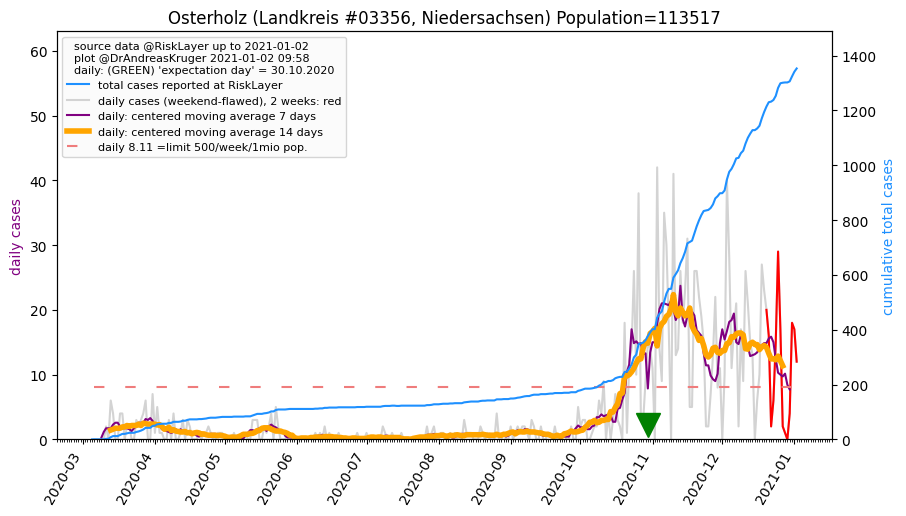 Osterholz (Landkreis #03356, Niedersachsen) Population=113517
source data @RiskLayer up to 2021-01-02
plot @DrAndreasKruger 2021-01-02 09:58
daily: (GREEN) 'expectation day' = 30.10.2020
total cases reported at RiskLayer
daily cases (weekend-flawed), 2 weeks: red
daily: centered moving average 7 days
daily: centered moving average 14 days
daily 8.11 =limit 500/week/1mio pop.
daily cases
60
50
40
30
20
10
0
cumulative total cases
1400
1200
1000
800
600
400
200
0
2020-03
2020-04
2020-05
2020-06
2020-07
2020-08
2020-09
2020-10
2020-11
2020-12
2021-01